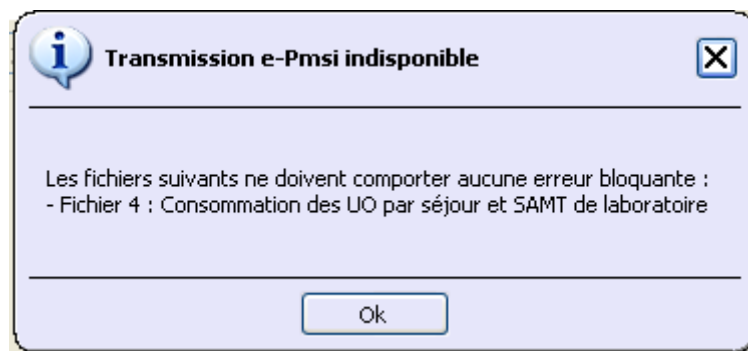 Transmission e-Pmsi indisponible
Les fichiers suivants ne doivent comporter aucune erreur bloquante :
- Fichier 4 : Consommation des UO par séjour et SAMT de laboratoire
Ok